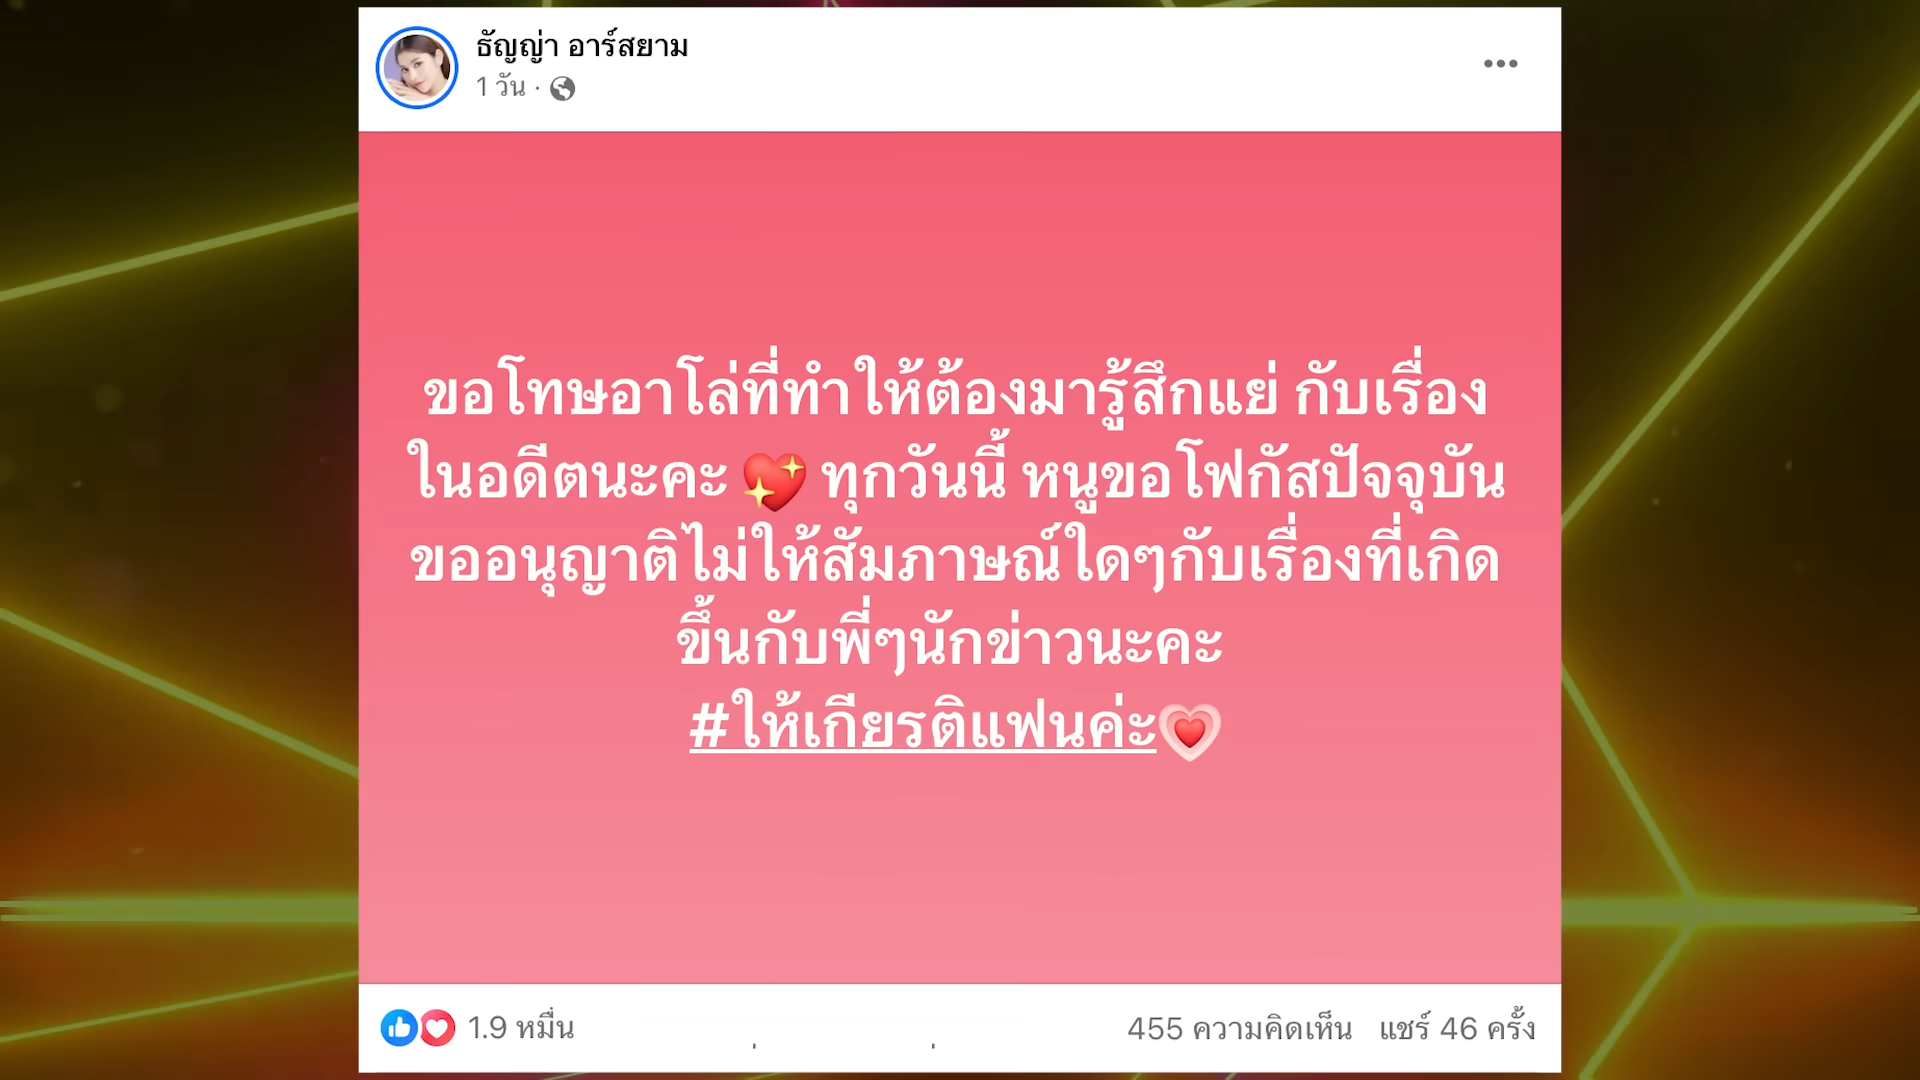 ธัญญ่า อาร์สยาม
1 วัน ·
ขอโทษอาโล่ที่ทำให้ต้องมารู้สึกแย่ กับเรื่อง
ในอดีตนะคะ 💖 ทุกวันนี้ หนูขอโฟกัสปัจจุบัน
ขออนุญาติไม่ให้สัมภาษณ์ใดๆกับเรื่องที่เกิด
ขึ้นกับพี่ๆนักข่าวนะคะ
#ให้เกียรติแฟนค่ะ💗
1.9 หมื่น
455 ความคิดเห็น แชร์ 46 ครั้ง